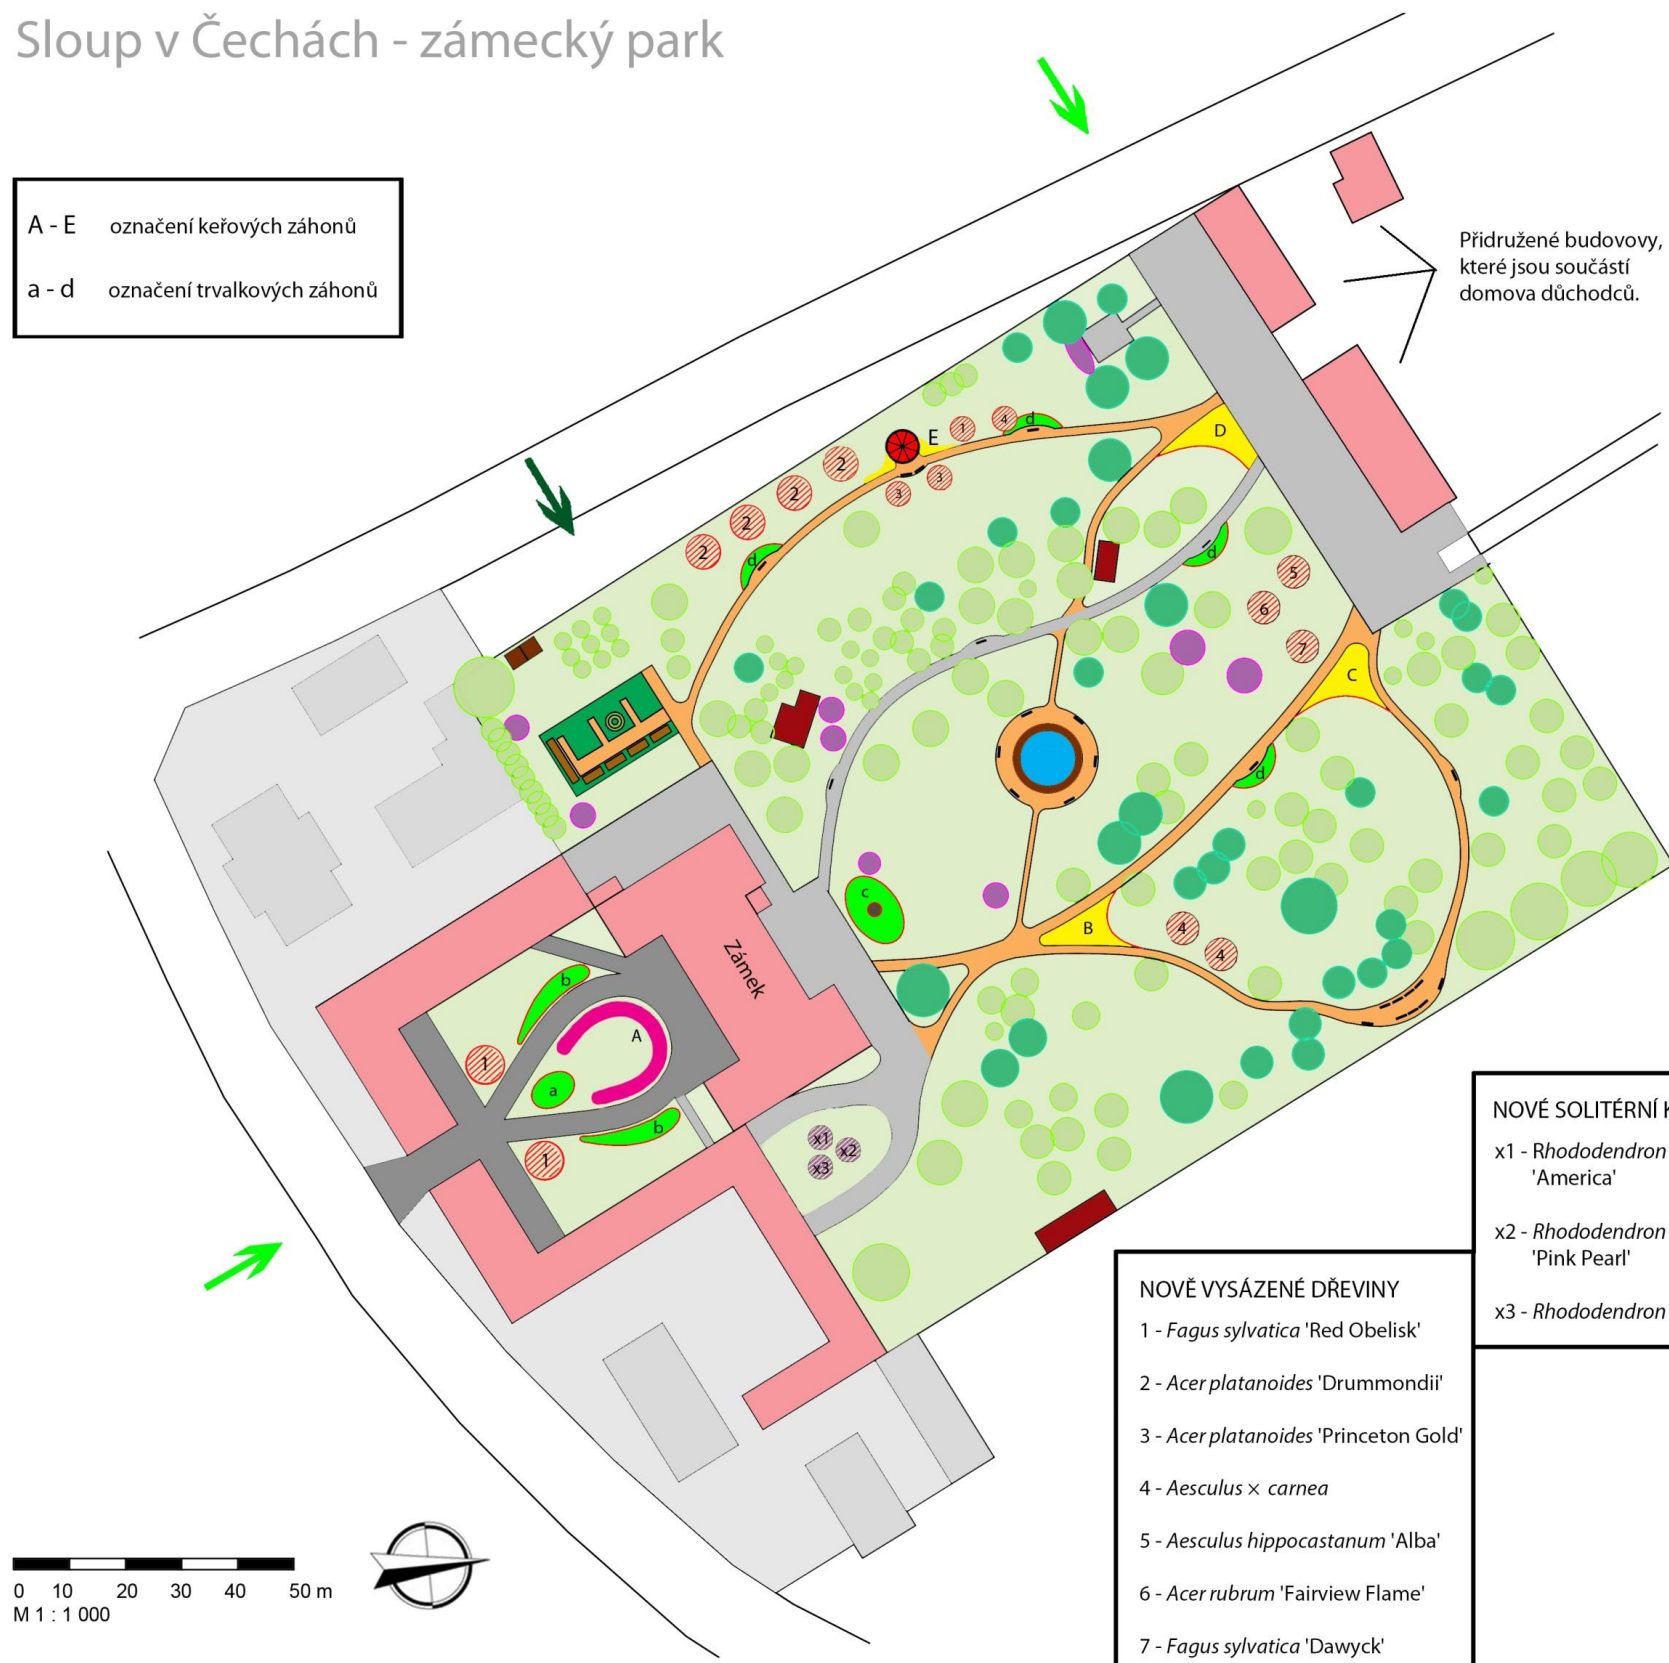 Sloup v Čechách - zámecký park
A - E označení keřových záhonů
a - d označení trvalkových záhonů
Přidružené budovovy,
které jsou součástí
domova důchodců.
D
E
1
4
d
2
3
3
2
2
2
d
d
5
6
7
C
d
c
B
4
4
Zámek
b
A
1
a
b
1
x1
x2
x3
NOVÉ SOLITÉRNÍ K
x1 - Rhododendron
'America'
x2 - Rhododendron
'Pink Pearl'
x3 - Rhododendron
NOVĚ VYSÁZENÉ DŘEVINY
1 - Fagus sylvatica 'Red Obelisk'
2 - Acer platanoides 'Drummondii'
3 - Acer platanoides 'Princeton Gold'
4 - Aesculus × carnea
5 - Aesculus hippocastanum 'Alba'
6 - Acer rubrum 'Fairview Flame'
7 - Fagus sylvatica 'Dawyck'
0 10 20 30 40 50 m
M 1 : 1 000